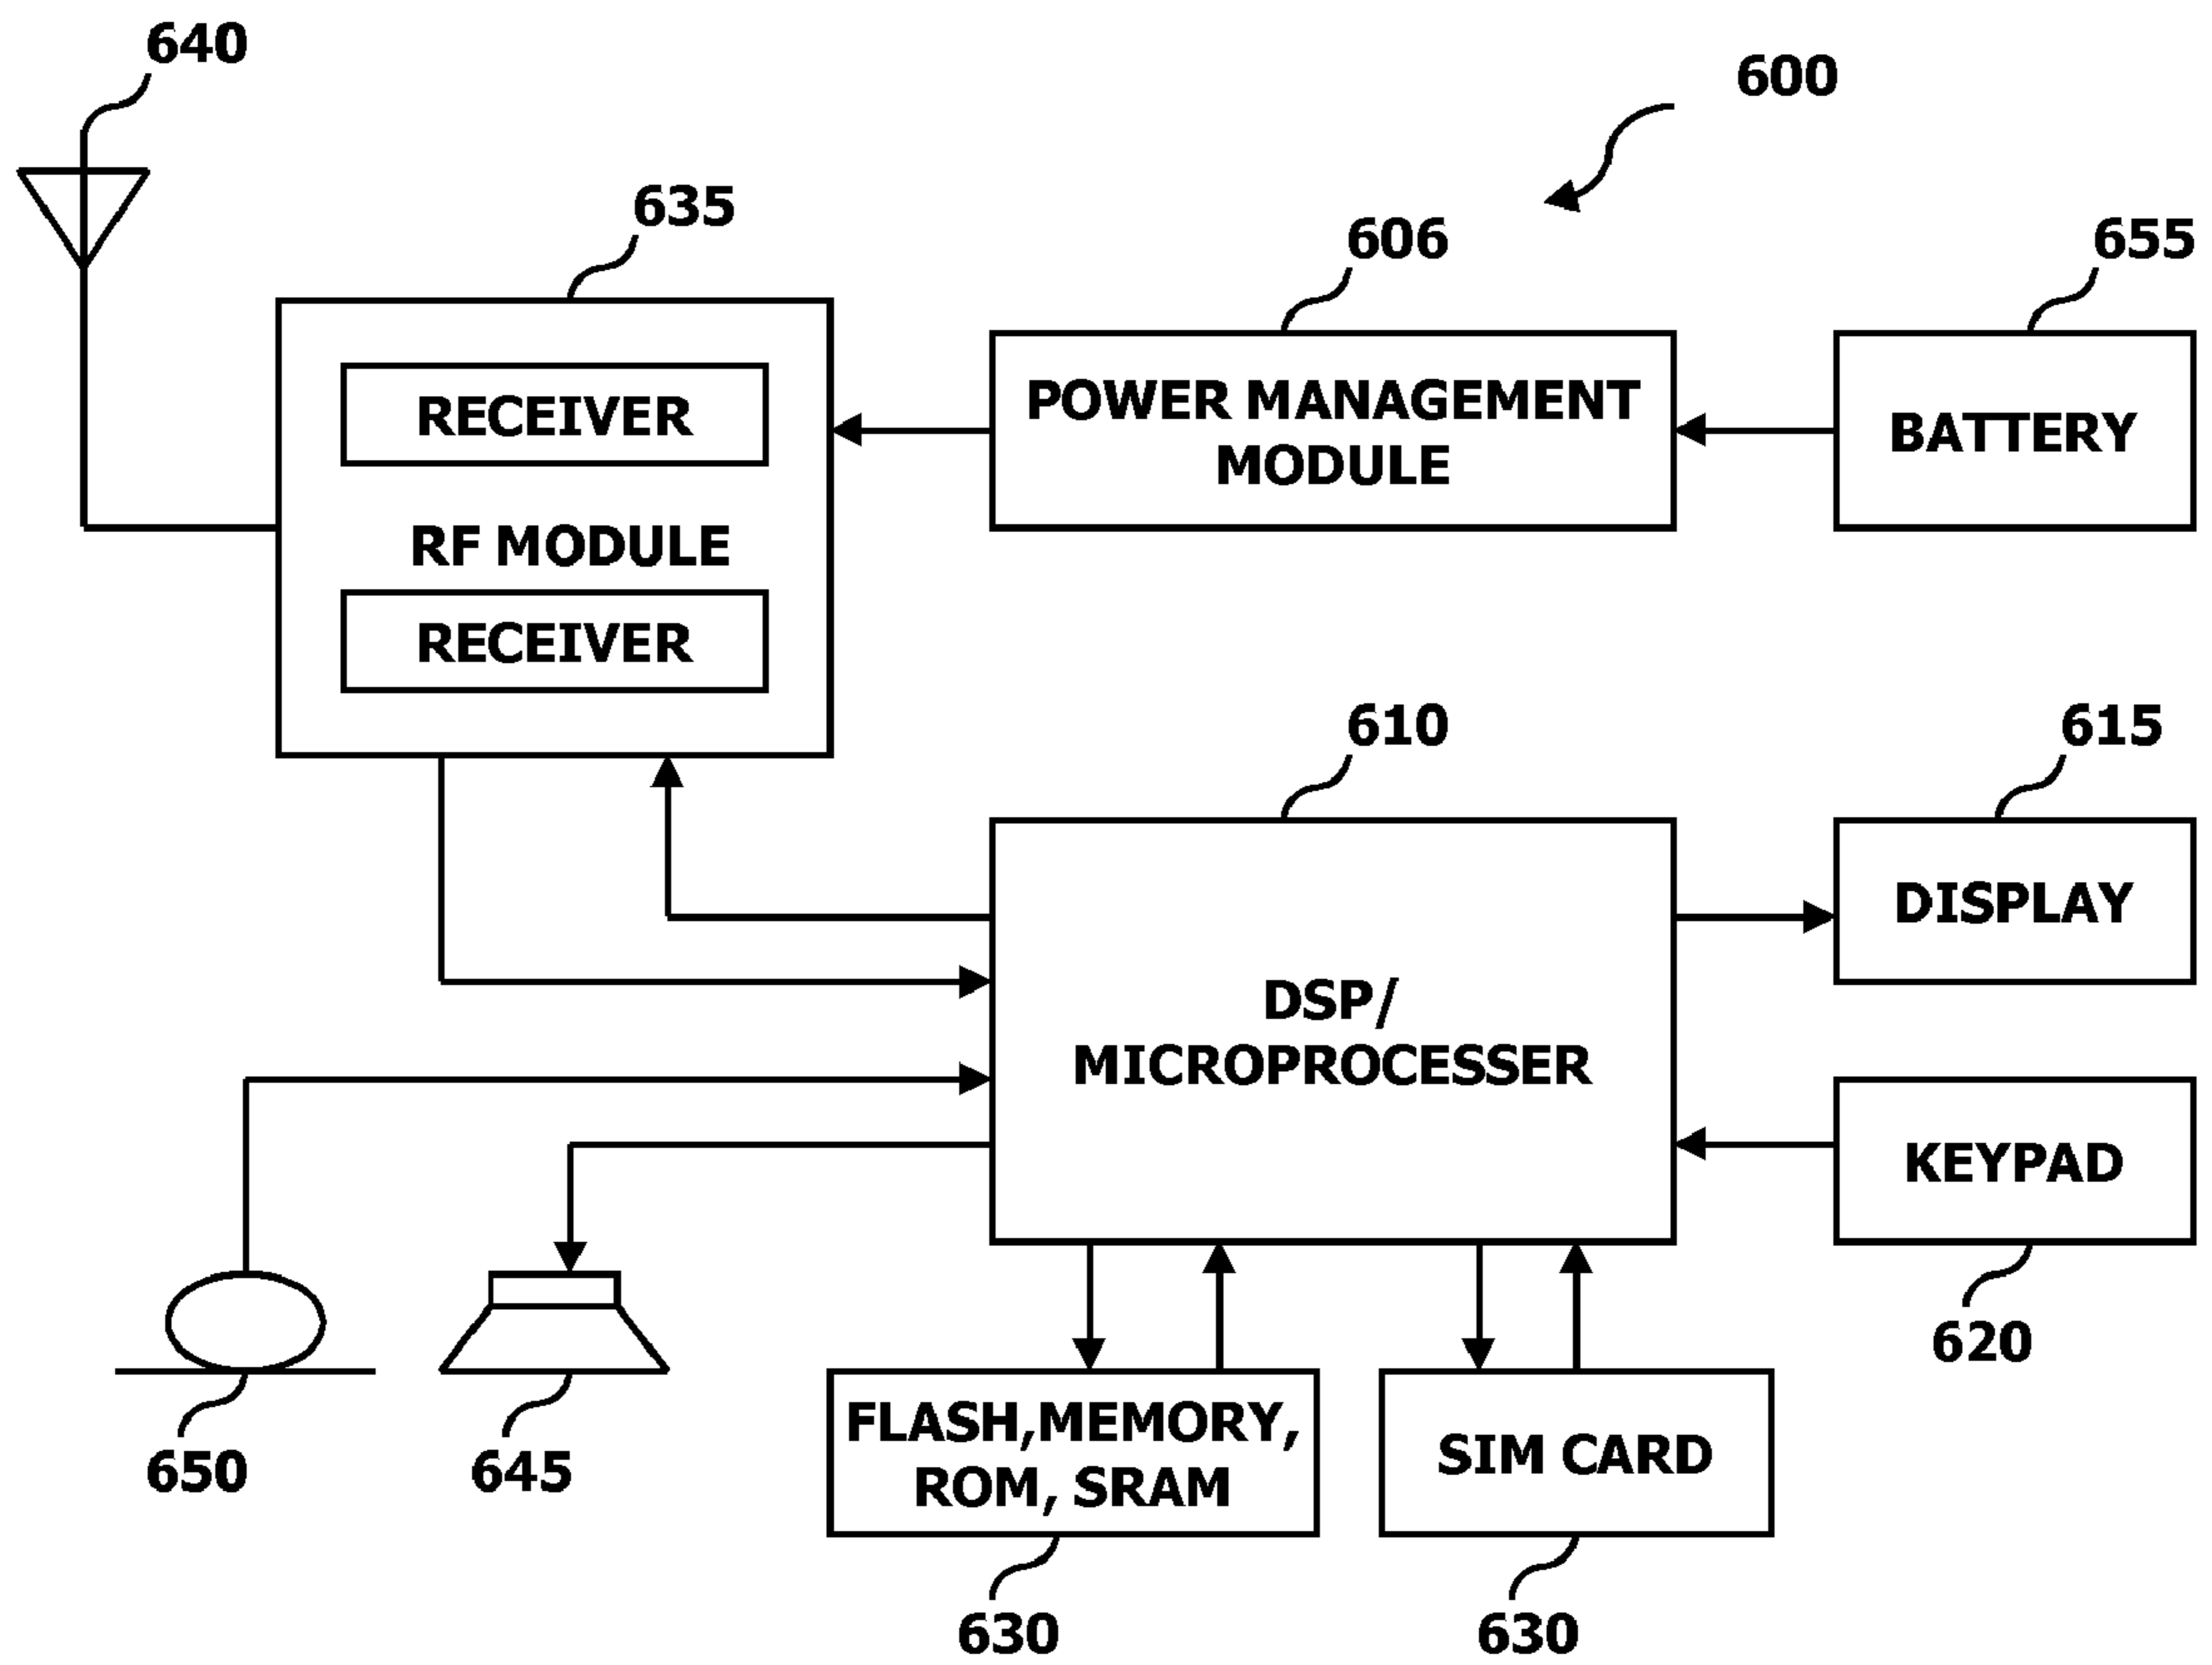 640
600
635
606
655
RECEIVER
RF MODULE
RECEIVER
POWER MANAGEMENT
MODULE
BATTERY
610
615
DSP/
MICROPROCESSER
DISPLAY
KEYPAD
620
650
645
FLASH,MEMORY,
ROM, SRAM
SIM CARD
630
630